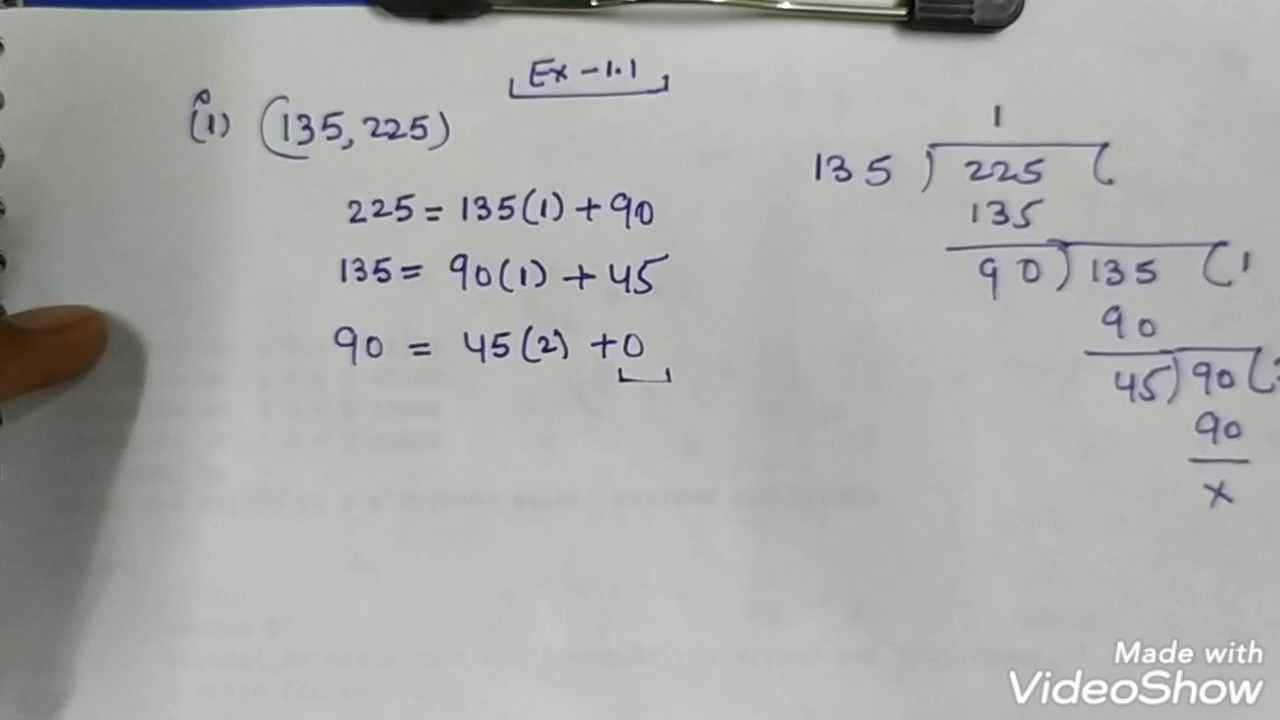 Ex - 1.1
(i) (135, 225)
225 = 135(1) + 90
135 = 90(1) + 45
90 = 45(2) + 0
1
135 ) 225 (
135
90 ) 135 ( 1
90
45 ) 90 (
90
x
Made with
VideoShow